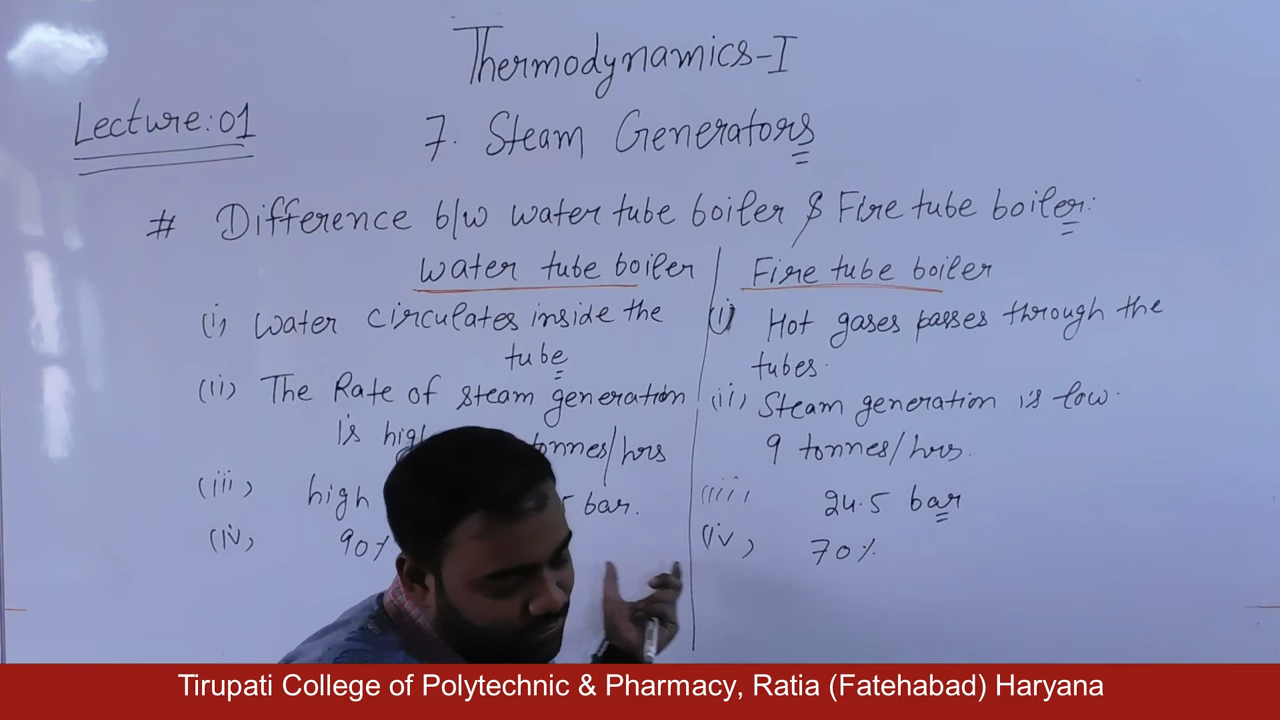 Thermodynamics-I
Lecture:01
7. Steam Generators
# Difference b/w water tube boiler & Fire tube boiler:
water tube boiler
(i) water circulates inside the
tube
(ii) The Rate of steam generation
is high tonnes/hrs
(iii) high bar.
(iv) 90%
Fire tube boiler
(i) Hot gases passes through the
tubes.
(ii) Steam generation is low.
9 tonnes/hrs.
(iii) 24.5 bar
(iv) 70%
Tirupati College of Polytechnic & Pharmacy, Ratia (Fatehabad) Haryana